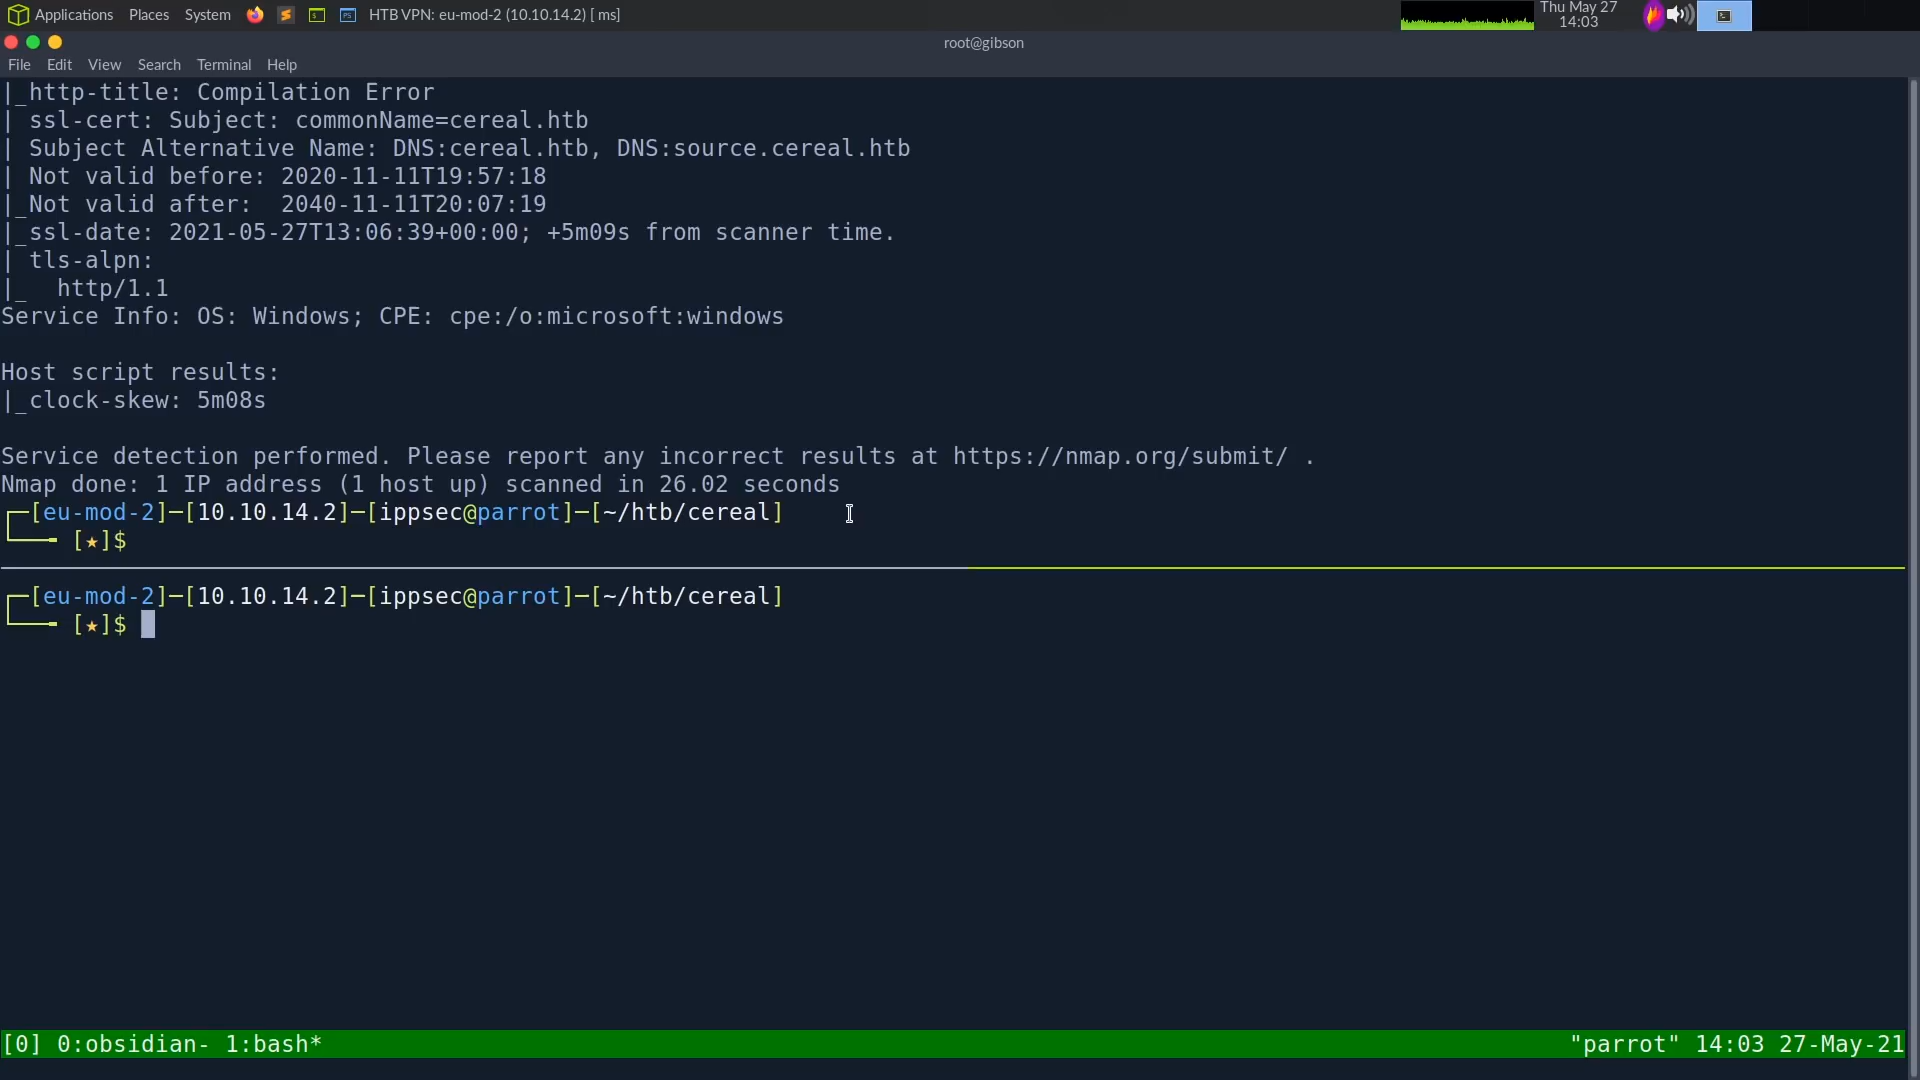 Applications Places System HTB VPN: eu-mod-2 (10.10.14.2) [ ms] Thu May 27
14:03
root@gibson
File Edit View Search Terminal Help
|_http-title: Compilation Error
| ssl-cert: Subject: commonName=cereal.htb
| Subject Alternative Name: DNS:cereal.htb, DNS:source.cereal.htb
| Not valid before: 2020-11-11T19:57:18
|_Not valid after:  2040-11-11T20:07:19
|_ssl-date: 2021-05-27T13:06:39+00:00; +5m09s from scanner time.
| tls-alpn:
|_  http/1.1
Service Info: OS: Windows; CPE: cpe:/o:microsoft:windows
Host script results:
|_clock-skew: 5m08s
Service detection performed. Please report any incorrect results at https://nmap.org/submit/ .
Nmap done: 1 IP address (1 host up) scanned in 26.02 seconds
┌─[eu-mod-2]─[10.10.14.2]─[ippsec@parrot]─[~/htb/cereal]
└──╼ [★]$
┌─[eu-mod-2]─[10.10.14.2]─[ippsec@parrot]─[~/htb/cereal]
└──╼ [★]$
[0] 0:obsidian- 1:bash* "parrot" 14:03 27-May-21